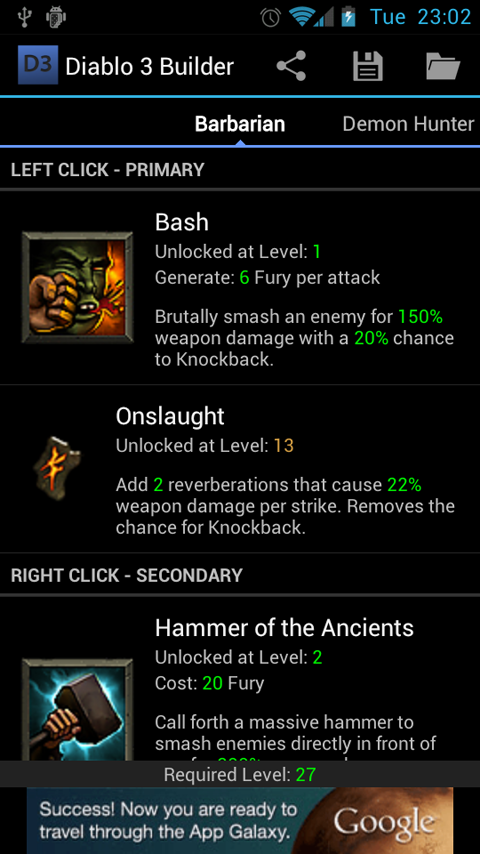 Tue 23:02
D3 Diablo 3 Builder
Barbarian Demon Hunter
LEFT CLICK - PRIMARY
Bash
Unlocked at Level: 1
Generate: 6 Fury per attack
Brutally smash an enemy for 150%
weapon damage with a 20% chance
to Knockback.
Onslaught
Unlocked at Level: 13
Add 2 reverberations that cause 22%
weapon damage per strike. Removes the
chance for Knockback.
RIGHT CLICK - SECONDARY
Hammer of the Ancients
Unlocked at Level: 2
Cost: 20 Fury
Call forth a massive hammer to
smash enemies directly in front of
Required Level: 27
Success! Now you are ready to
travel through the App Galaxy.
Google